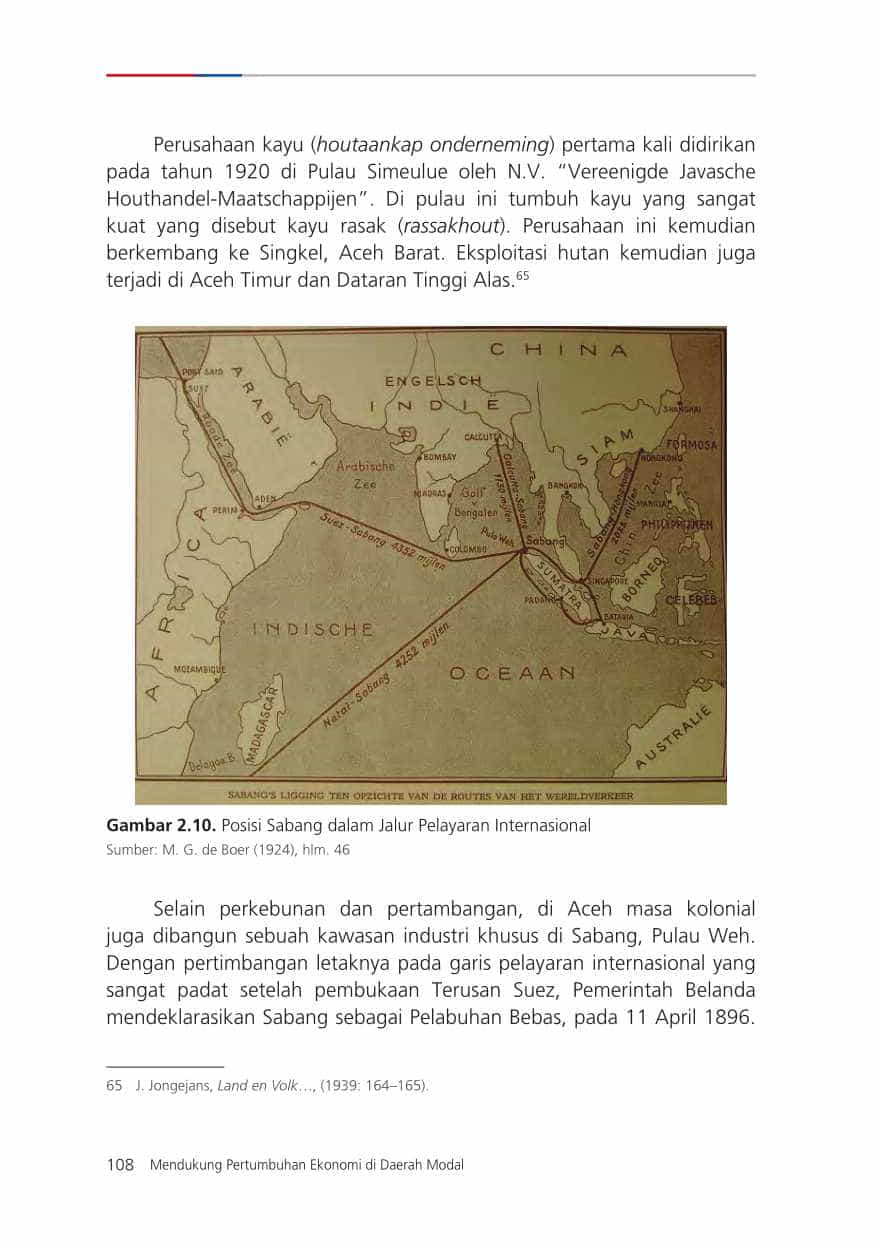 Perusahaan kayu (houtaankap onderneming) pertama kali didirikan
pada tahun 1920 di Pulau Simeulue oleh N.V. “Vereenigde Javasche
Houthandel-Maatschappijen”. Di pulau ini tumbuh kayu yang sangat
kuat yang disebut kayu rasak (rassakhout). Perusahaan ini kemudian
berkembang ke Singkel, Aceh Barat. Eksploitasi hutan kemudian juga
terjadi di Aceh Timur dan Dataran Tinggi Alas.65
CHINA
PORT SAID
SUEZ
ARABIE
ENGELSCH
INDIË
SHANGHAI
Roode Zee
CALCUTTA
SIAM
FORMOSA
BOMBAY
HONGKONG
Arabische
Zee
Calcutta-Sabang
1150 mijlen
BANGKOK
MADRAS
Golf
v.
Bengalen
Sabang-Hongkong
2025 mijlen
Chin. Zee
MANILA
PHILIPPIJNEN
ADEN
PERIM
Suez-Sabang 4352 mijlen
Pulo Weh
Sabang
COLOMBO
SUMATRA
SINGAPORE
BORNEO
PADANG
CELEBES
BATAVIA
JAVA
AFRICA
INDISCHE
OCEAAN
MOZAMBIQUE
MADAGASCAR
Natal-Sabang 4252 mijlen
Delagoa B.
AUSTRALIË
SABANG'S LIGGING TEN OPZICHTE VAN DE ROUTES VAN HET WERELDVERKEER
Gambar 2.10. Posisi Sabang dalam Jalur Pelayaran Internasional
Sumber: M. G. de Boer (1924), hlm. 46
Selain perkebunan dan pertambangan, di Aceh masa kolonial
juga dibangun sebuah kawasan industri khusus di Sabang, Pulau Weh.
Dengan pertimbangan letaknya pada garis pelayaran internasional yang
sangat padat setelah pembukaan Terusan Suez, Pemerintah Belanda
mendeklarasikan Sabang sebagai Pelabuhan Bebas, pada 11 April 1896.
65 J. Jongejans, Land en Volk…, (1939: 164–165).
108 Mendukung Pertumbuhan Ekonomi di Daerah Modal